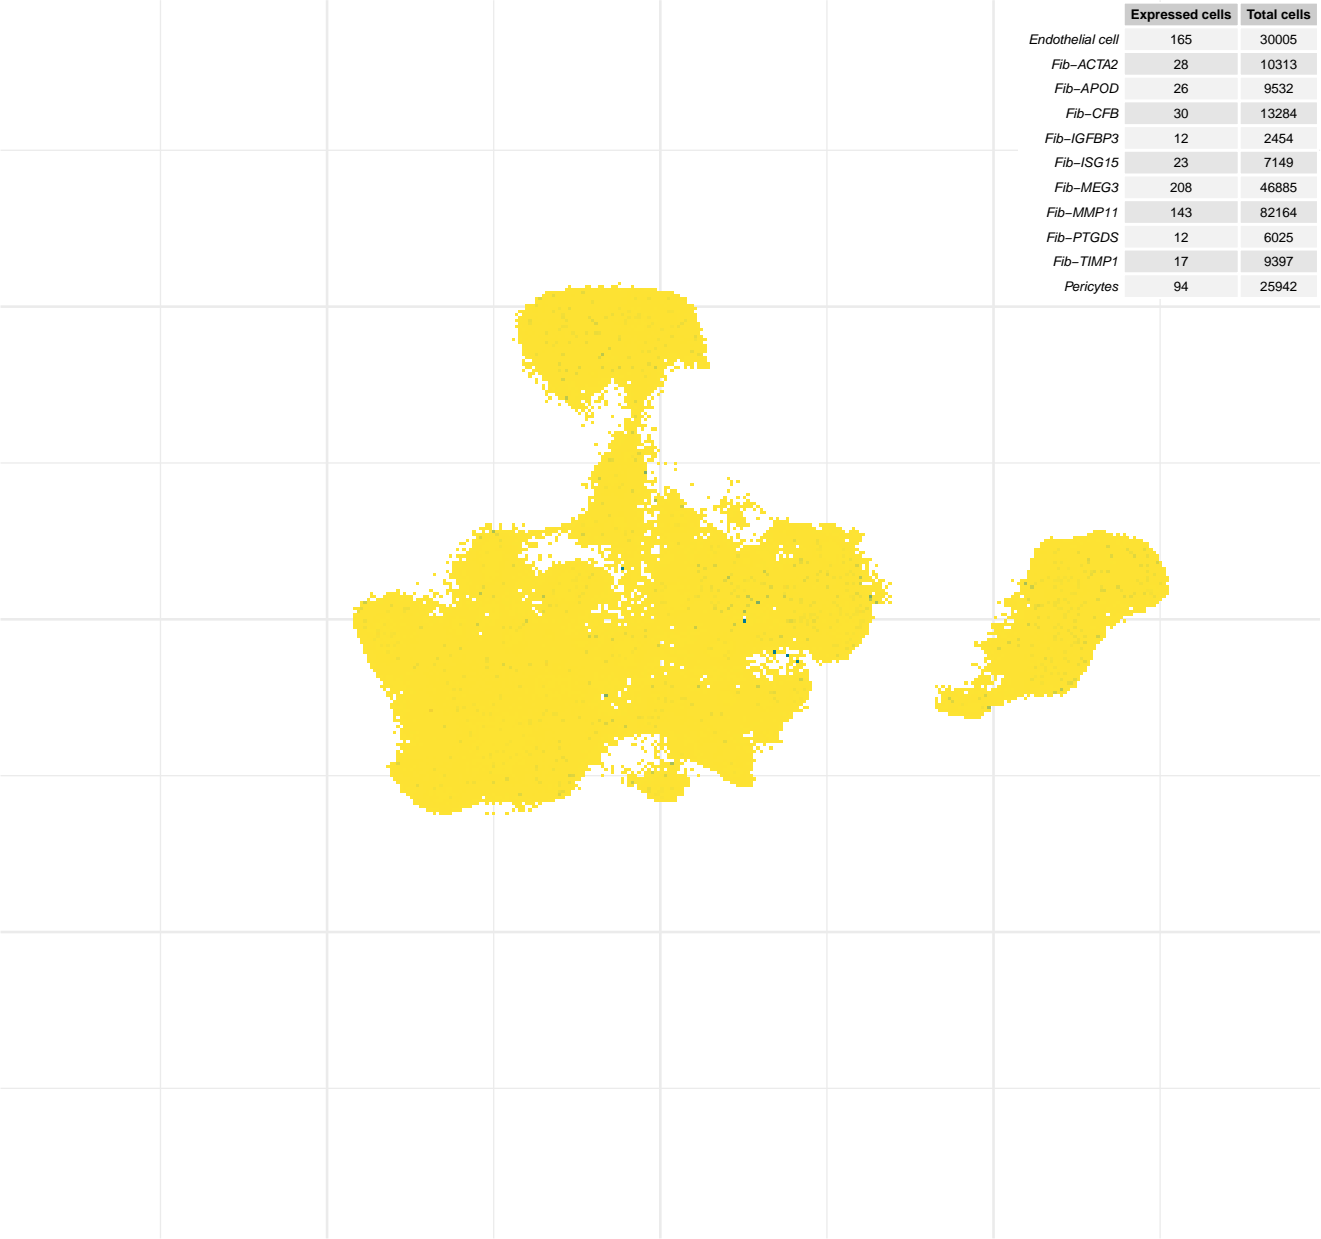 Expressed cells Total cells
Endothelial cell 165 30005
Fib−ACTA2 28 10313
Fib−APOD 26 9532
Fib−CFB 30 13284
Fib−IGFBP3 12 2454
Fib−ISG15 23 7149
Fib−MEG3 208 46885
Fib−MMP11 143 82164
Fib−PTGDS 12 6025
Fib−TIMP1 17 9397
Pericytes 94 25942